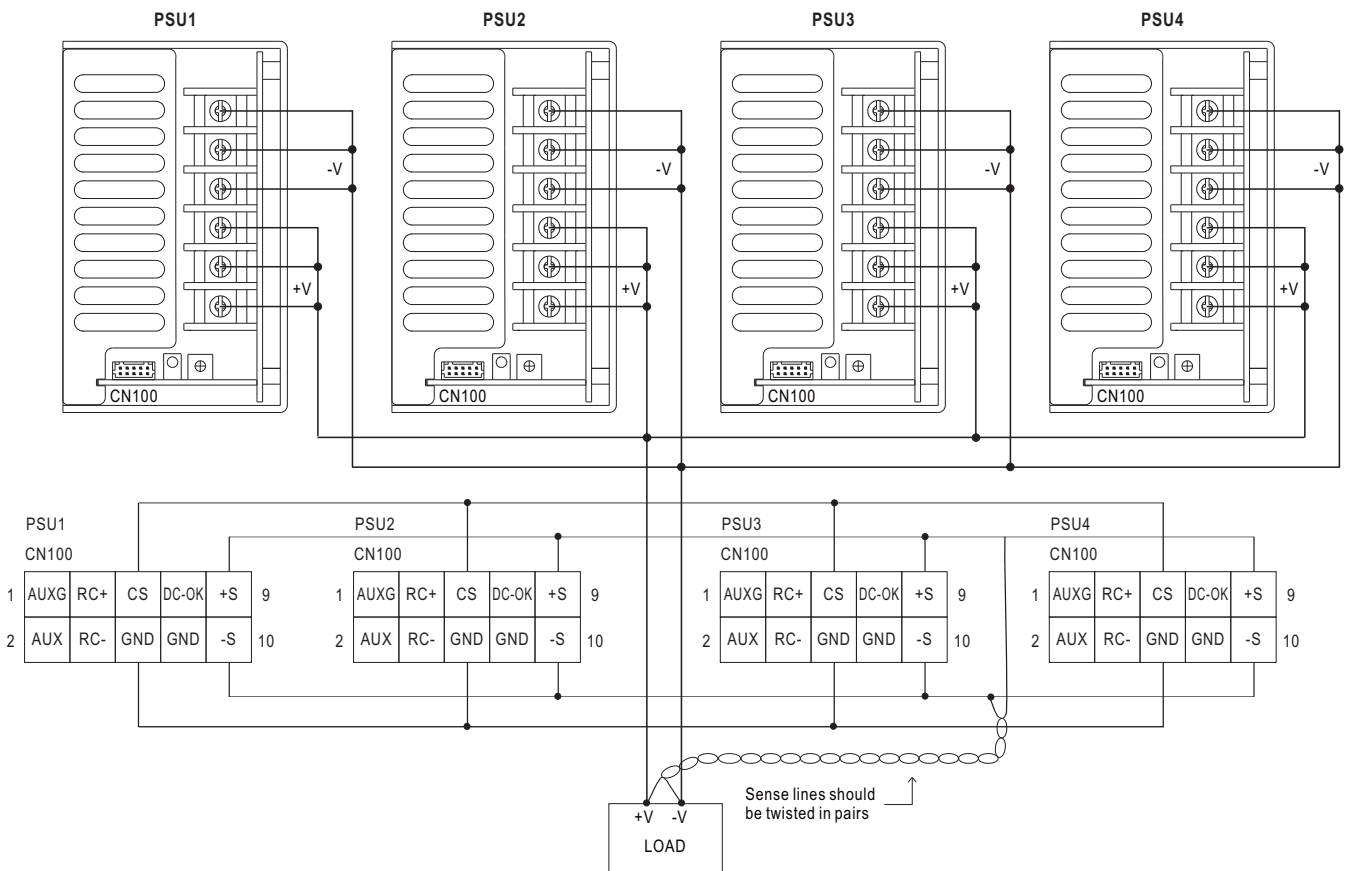 PSU1 PSU2 PSU3 PSU4
-V -V -V -V
+V +V +V +V
CN100 CN100 CN100 CN100
PSU1 PSU2 PSU3 PSU4
CN100 CN100 CN100 CN100
1 AUXG RC+ CS DC-OK +S 9 1 AUXG RC+ CS DC-OK +S 9 1 AUXG RC+ CS DC-OK +S 9 1 AUXG RC+ CS DC-OK +S 9
2 AUX RC- GND GND -S 10 2 AUX RC- GND GND -S 10 2 AUX RC- GND GND -S 10 2 AUX RC- GND GND -S 10
Sense lines should
be twisted in pairs
+V -V
LOAD